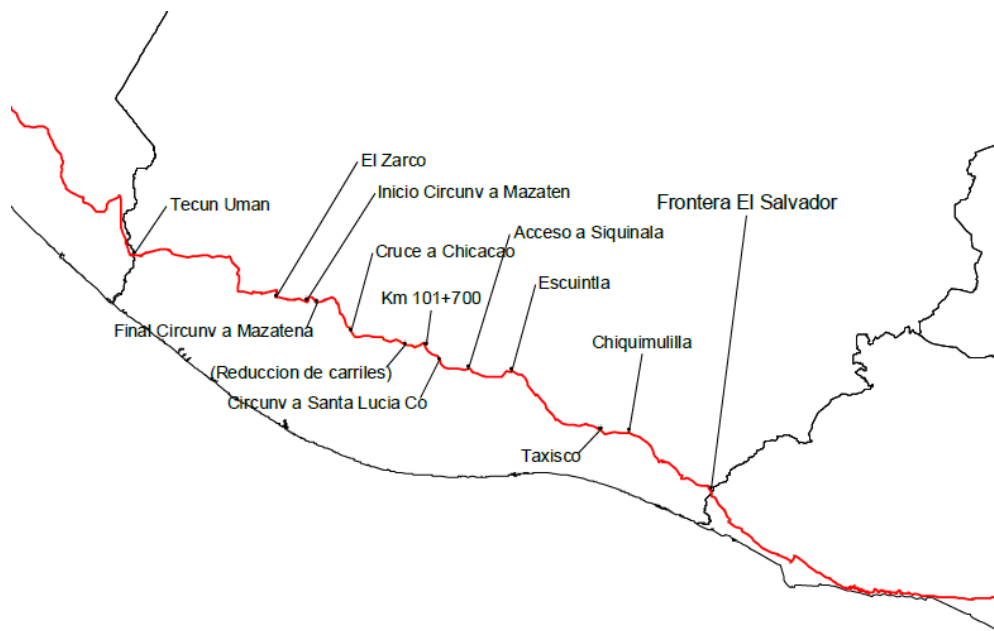 El Zarco
Inicio Circunv a Mazaten
Tecun Uman
Frontera El Salvador
Acceso a Siquinala
Cruce a Chicacao
Escuintla
Km 101+700
Final Circunv a Mazatena
Chiquimulilla
(Reduccion de carriles)
Circunv a Santa Lucia Co
Taxisco